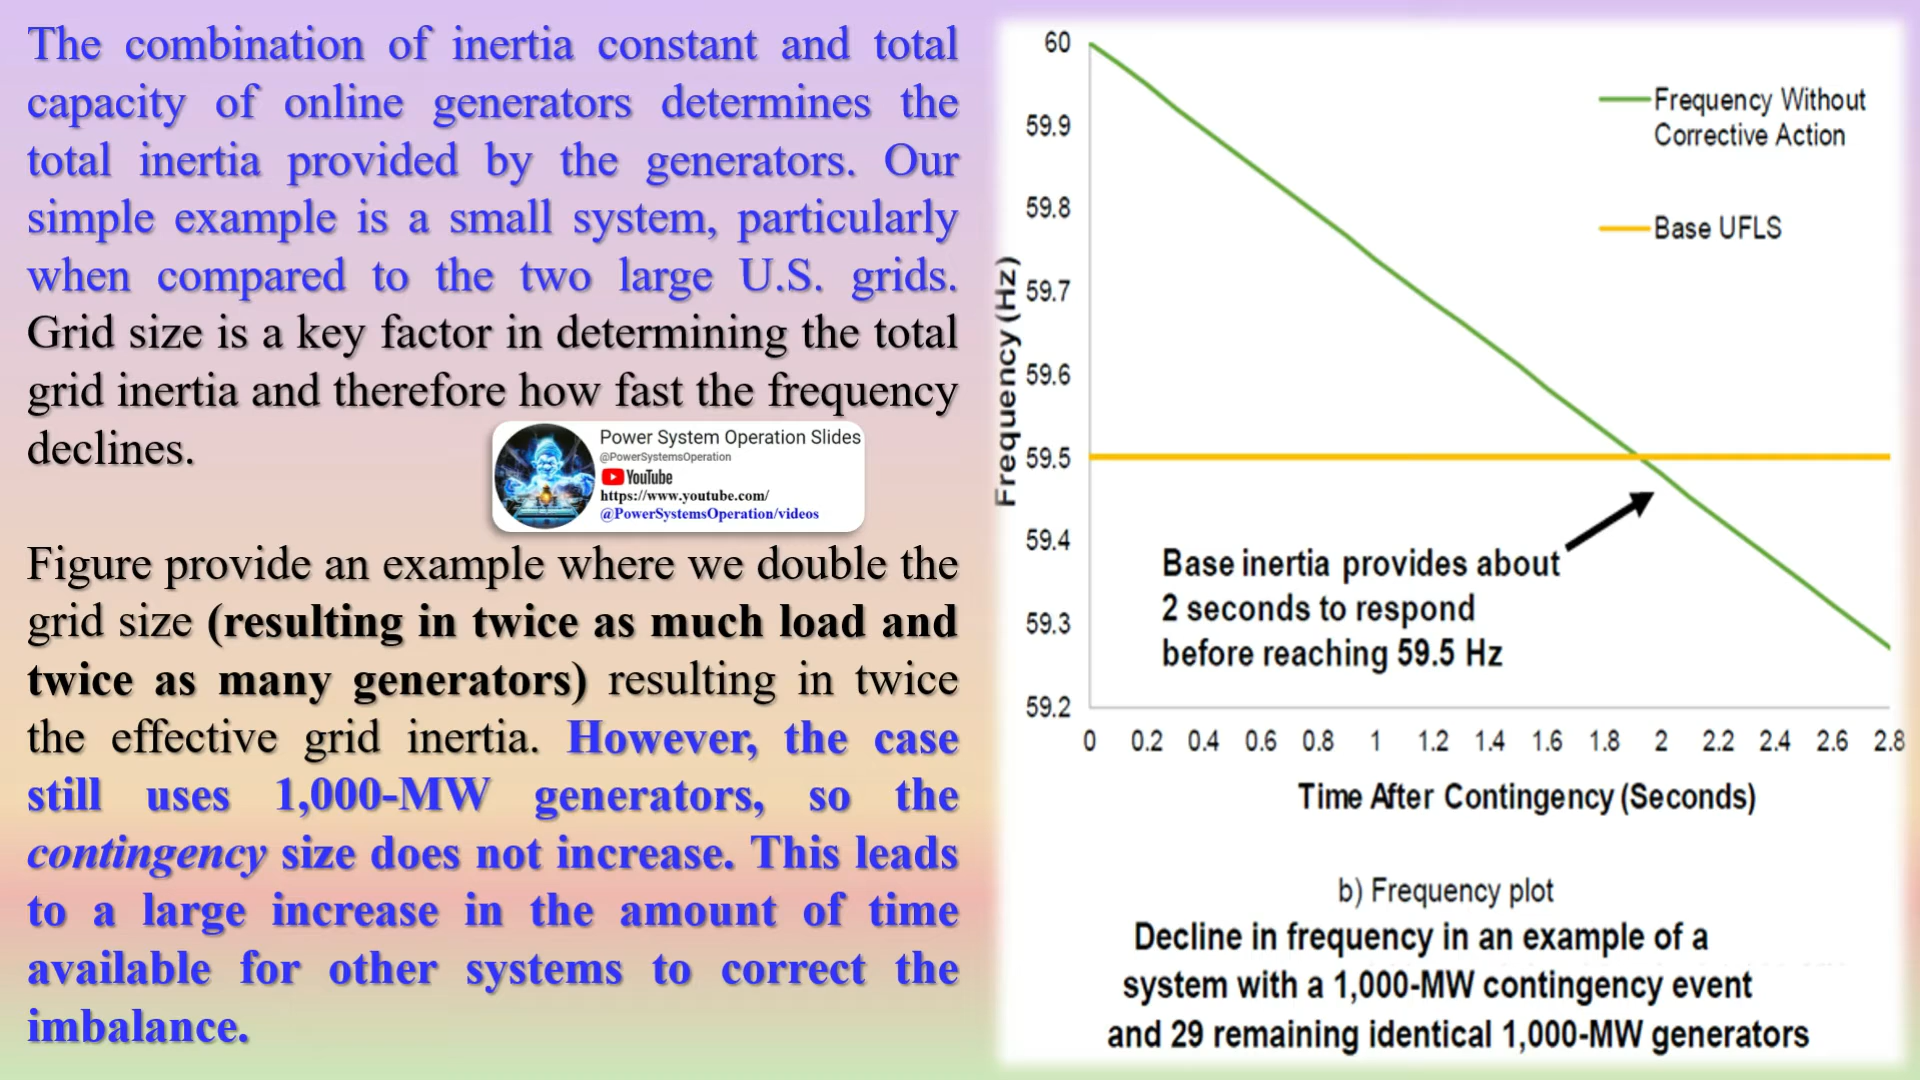 The combination of inertia constant and total
capacity of online generators determines the
total inertia provided by the generators. Our
simple example is a small system, particularly
when compared to the two large U.S. grids.
Grid size is a key factor in determining the total
grid inertia and therefore how fast the frequency
declines.
Power System Operation Slides
@PowerSystemsOperation
YouTube
https://www.youtube.com/
@PowerSystemsOperation/videos
Figure provide an example where we double the
grid size (resulting in twice as much load and
twice as many generators) resulting in twice
the effective grid inertia. However, the case
still uses 1,000-MW generators, so the
contingency size does not increase. This leads
to a large increase in the amount of time
available for other systems to correct the
imbalance.
Frequency (Hz)
60
59.9
59.8
59.7
59.6
59.5
59.4
59.3
59.2
Frequency Without
Corrective Action
Base UFLS
Base inertia provides about
2 seconds to respond
before reaching 59.5 Hz
0 0.2 0.4 0.6 0.8 1 1.2 1.4 1.6 1.8 2 2.2 2.4 2.6 2.8
Time After Contingency (Seconds)
b) Frequency plot
Decline in frequency in an example of a
system with a 1,000-MW contingency event
and 29 remaining identical 1,000-MW generators